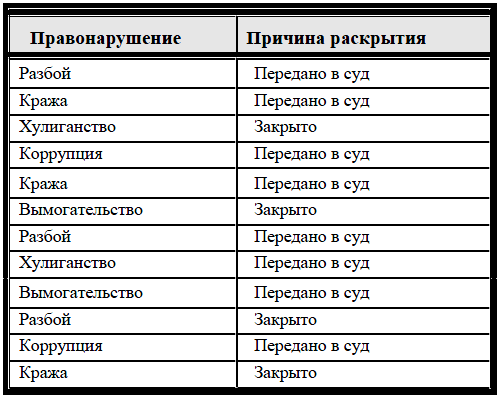 Правонарушение Причина раскрытия
Разбой Передано в суд
Кража Передано в суд
Хулиганство Закрыто
Коррупция Передано в суд
Кража Передано в суд
Вымогательство Закрыто
Разбой Передано в суд
Хулиганство Передано в суд
Вымогательство Передано в суд
Разбой Закрыто
Коррупция Передано в суд
Кража Закрыто